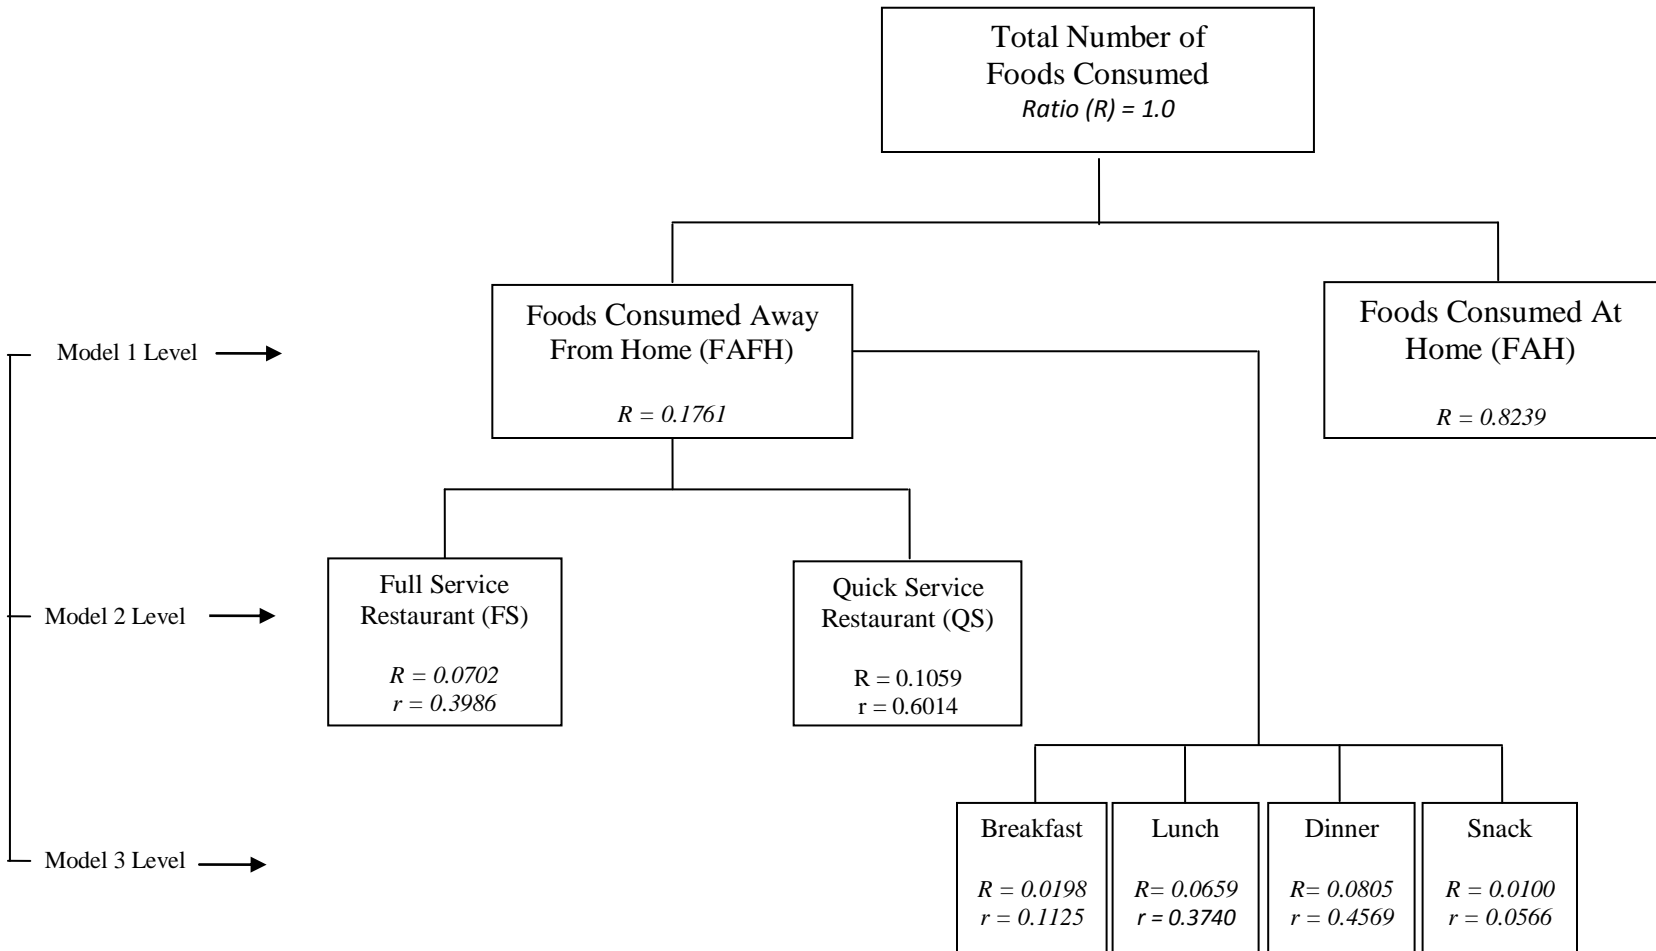 Total Number of
Foods Consumed
Ratio (R) = 1.0
Foods Consumed Away
From Home (FAFH)
R = 0.1761
Foods Consumed At
Home (FAH)
R = 0.8239
Model 1 Level
Full Service
Restaurant (FS)
R = 0.0702
r = 0.3986
Quick Service
Restaurant (QS)
R = 0.1059
r = 0.6014
Model 2 Level
Breakfast
R = 0.0198
r = 0.1125
Lunch
R= 0.0659
r = 0.3740
Dinner
R= 0.0805
r = 0.4569
Snack
R = 0.0100
r = 0.0566
Model 3 Level